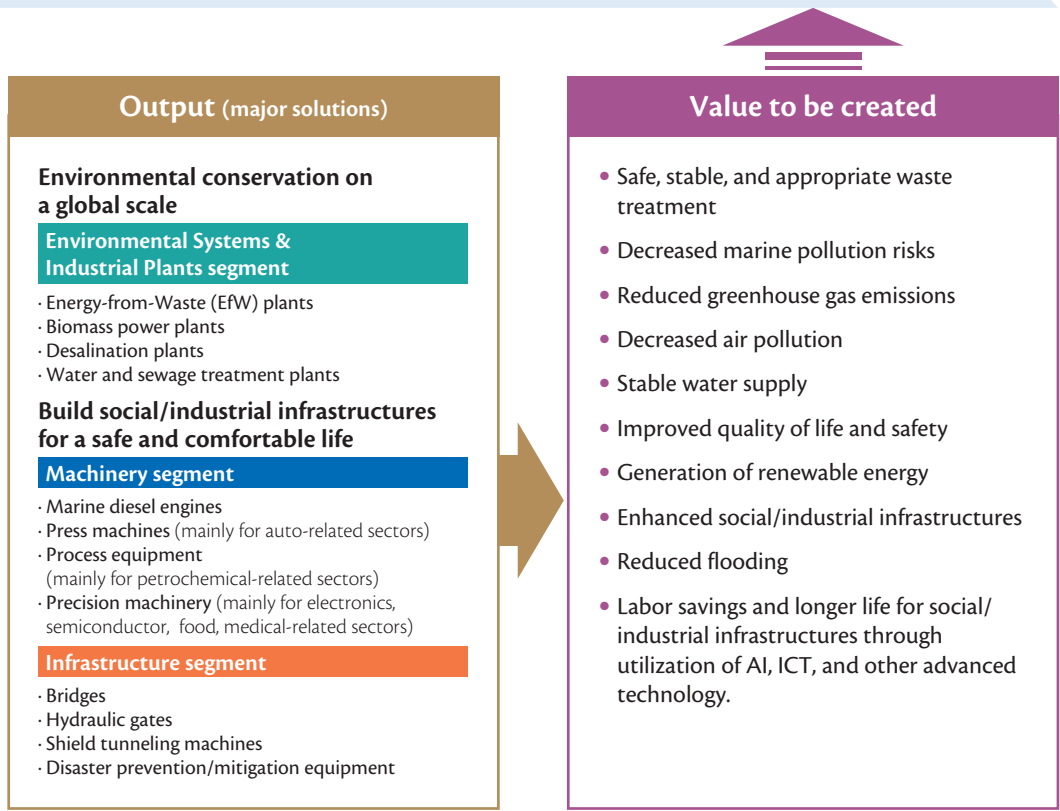 Output (major solutions)
Environmental conservation on
a global scale
Environmental Systems &
Industrial Plants segment
· Energy-from-Waste (EfW) plants
· Biomass power plants
· Desalination plants
· Water and sewage treatment plants
Build social/industrial infrastructures
for a safe and comfortable life
Machinery segment
· Marine diesel engines
· Press machines (mainly for auto-related sectors)
· Process equipment
(mainly for petrochemical-related sectors)
· Precision machinery (mainly for electronics,
semiconductor, food, medical-related sectors)
Infrastructure segment
· Bridges
· Hydraulic gates
· Shield tunneling machines
· Disaster prevention/mitigation equipment
Value to be created
• Safe, stable, and appropriate waste
treatment
• Decreased marine pollution risks
• Reduced greenhouse gas emissions
• Decreased air pollution
• Stable water supply
• Improved quality of life and safety
• Generation of renewable energy
• Enhanced social/industrial infrastructures
• Reduced flooding
• Labor savings and longer life for social/
industrial infrastructures through
utilization of AI, ICT, and other advanced
technology.